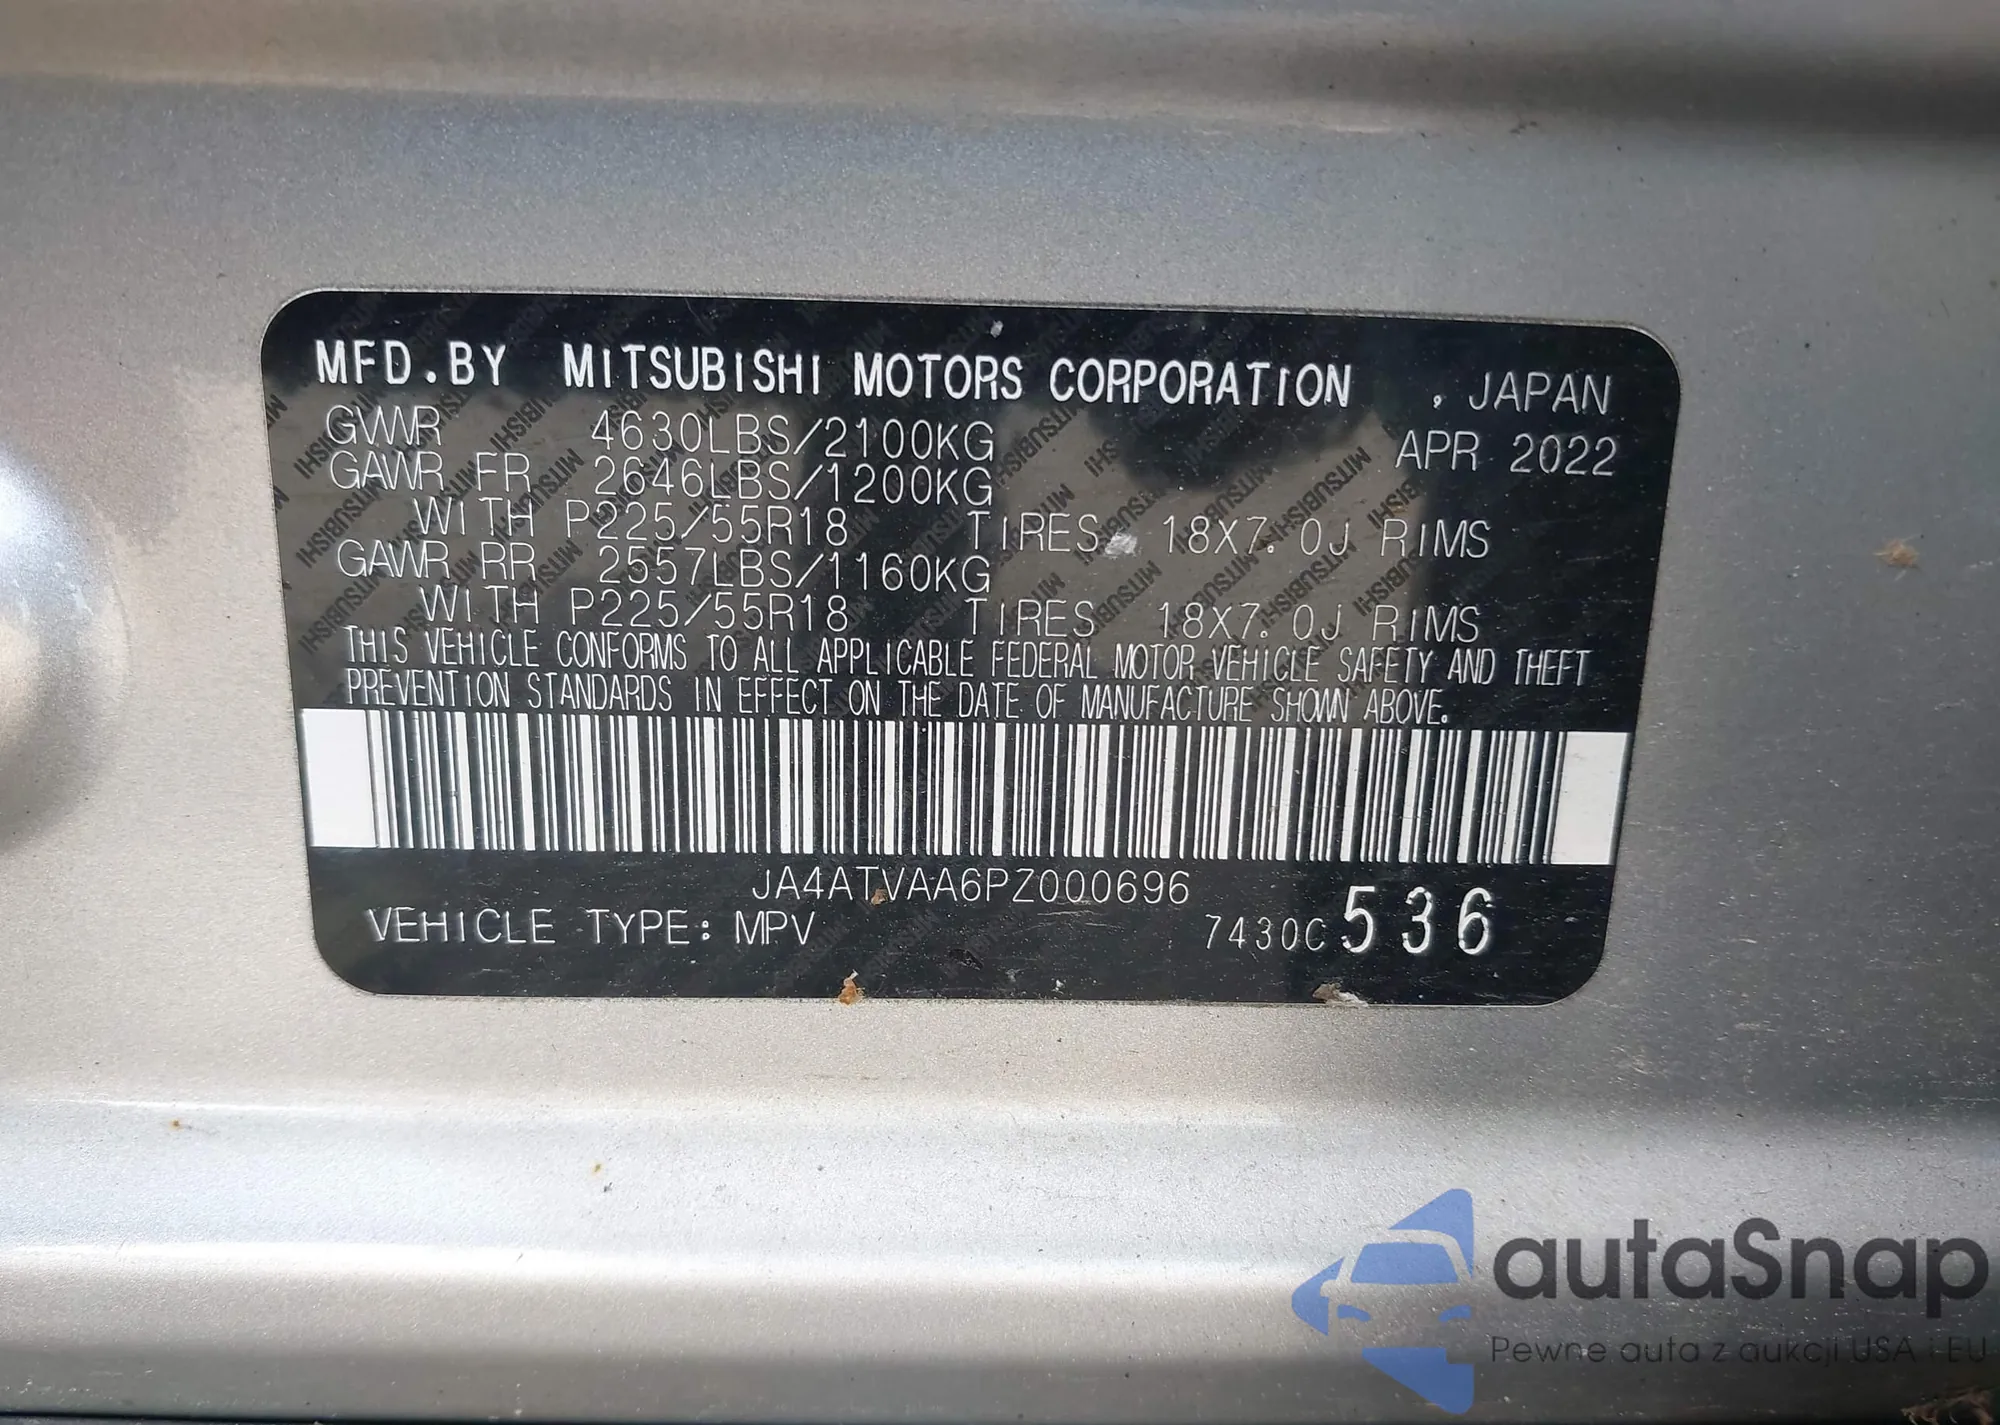 MFD.BY MITSUBISHI MOTORS CORPORATION , JAPAN
GVWR 4630LBS/2100KG APR 2022
GAWR FR 2646LBS/1200KG
WITH P225/55R18 TIRES, 18X7.0J RIMS
GAWR RR 2557LBS/1160KG
WITH P225/55R18 TIRES 18X7.0J RIMS
THIS VEHICLE CONFORMS TO ALL APPLICABLE FEDERAL MOTOR VEHICLE SAFETY AND THEFT
PREVENTION STANDARDS IN EFFECT ON THE DATE OF MANUFACTURE SHOWN ABOVE.
JA4ATVAA6PZ000696
VEHICLE TYPE: MPV 7430C 536
autaSnap
Pewne auta z aukcji USA i EU